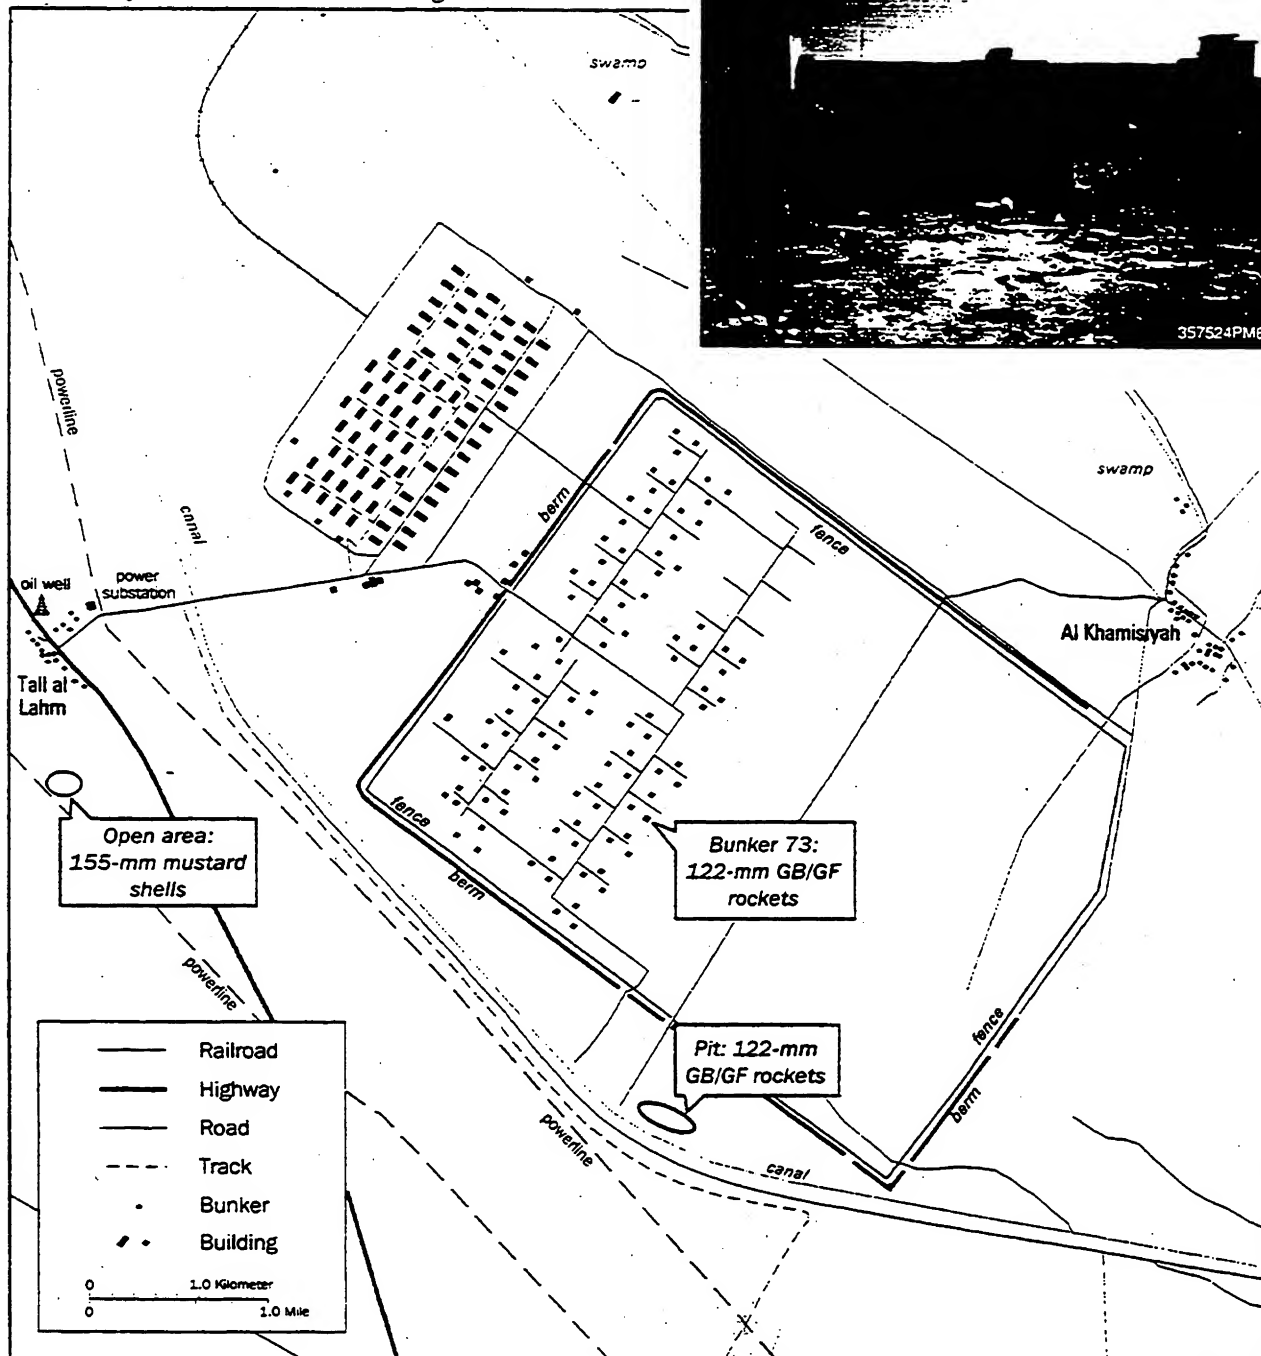 swamp
357524PM6
powerline
swamp
canal
berm
fence
oil well
power
substation
Al Khamisiyah
Tall al
Lahm
fence
Open area:
155-mm mustard
shells
Bunker 73:
122-mm GB/GF
rockets
berm
powerline
fence
Pit: 122-mm
GB/GF rockets
berm
powerline
canal
Railroad
Highway
Road
Track
Bunker
Building
0 1.0 Kilometer
0 1.0 Mile